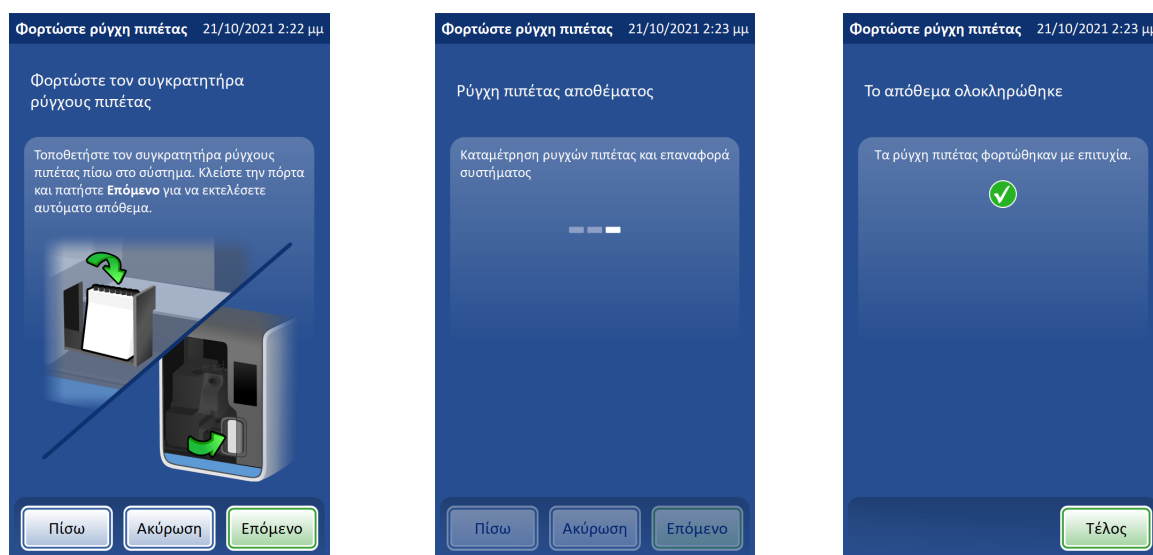 Φορτώστε ρύγχη πιπέτας 21/10/2021 2:22 μμ
Φορτώστε τον συγκρατητήρα
ρύγχους πιπέτας
Τοποθετήστε τον συγκρατητήρα ρύγχους
πιπέτας πίσω στο σύστημα. Κλείστε την πόρτα
και πατήστε Επόμενο για να εκτελέσετε
αυτόματο απόθεμα.
Πίσω Ακύρωση Επόμενο
Φορτώστε ρύγχη πιπέτας 21/10/2021 2:23 μμ
Ρύγχη πιπέτας αποθέματος
Καταμέτρηση ρυγχών πιπέτας και επαναφορά
συστήματος
Πίσω Ακύρωση Επόμενο
Φορτώστε ρύγχη πιπέτας 21/10/2021 2:23 μμ
Το απόθεμα ολοκληρώθηκε
Τα ρύγχη πιπέτας φορτώθηκαν με επιτυχία.
Τέλος